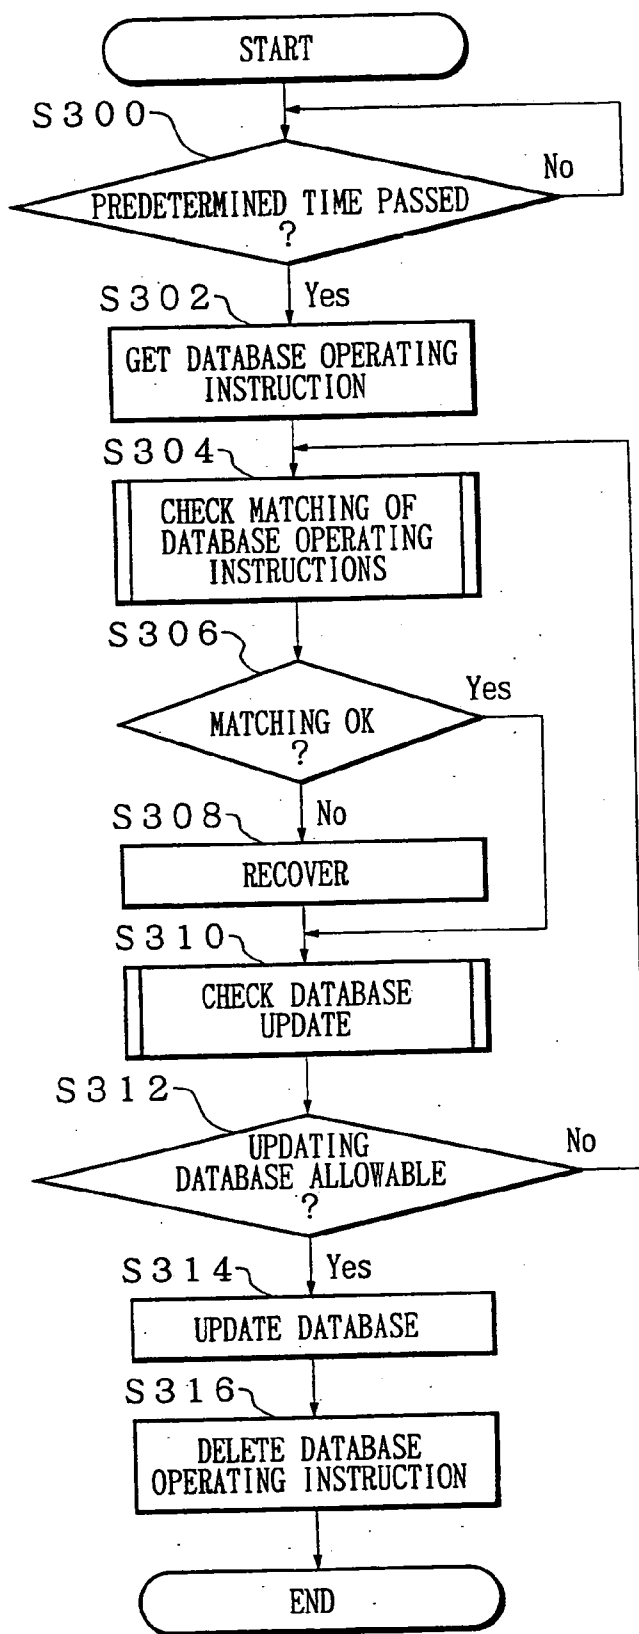 START
S300
No
PREDETERMINED TIME PASSED
?
S302
Yes
GET DATABASE OPERATING
INSTRUCTION
S304
CHECK MATCHING OF
DATABASE OPERATING
INSTRUCTIONS
S306
Yes
MATCHING OK
?
S308
No
RECOVER
S310
CHECK DATABASE
UPDATE
S312
UPDATING
No
DATABASE ALLOWABLE
?
S314
Yes
UPDATE DATABASE
S316
DELETE DATABASE
OPERATING INSTRUCTION
END